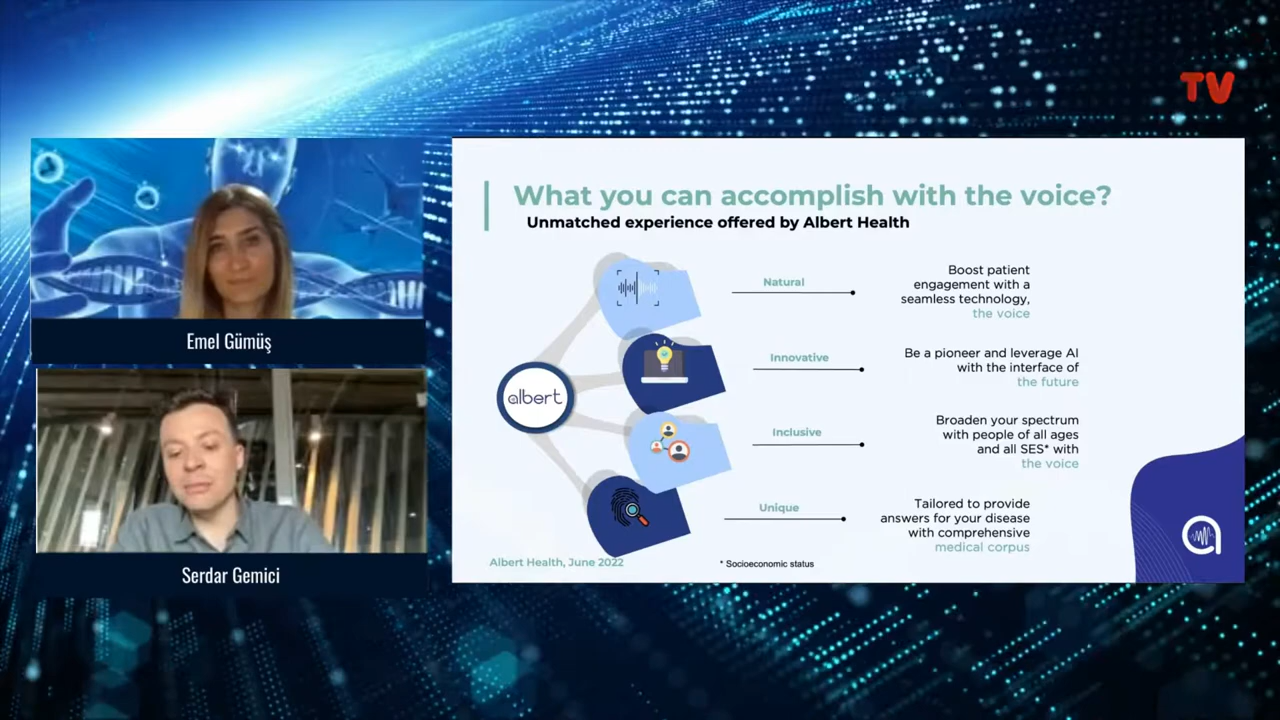 TV
Emel Gümüş
Serdar Gemici
What you can accomplish with the voice?
Unmatched experience offered by Albert Health
albert
Natural
Boost patient
engagement with a
seamless technology,
the voice
Innovative
Be a pioneer and leverage AI
with the interface of
the future
Inclusive
Broaden your spectrum
with people of all ages
and all SES* with
the voice
Unique
Tailored to provide
answers for your disease
with comprehensive
medical corpus
Albert Health, June 2022
* Socioeconomic status